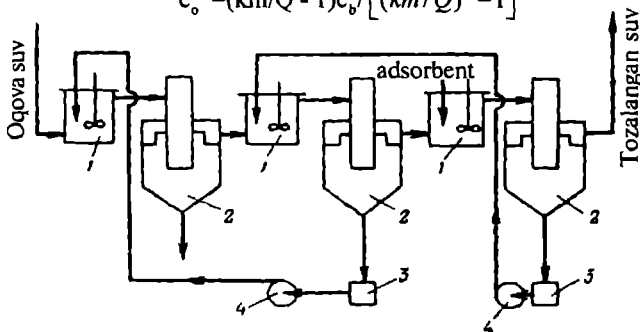 c_o =(km/Q - 1)c_b/[(km/Q) - 1]
Oqova suv
adsorbent
Tozalangan suv
1
1
1
2
2
2
3
3
4
4